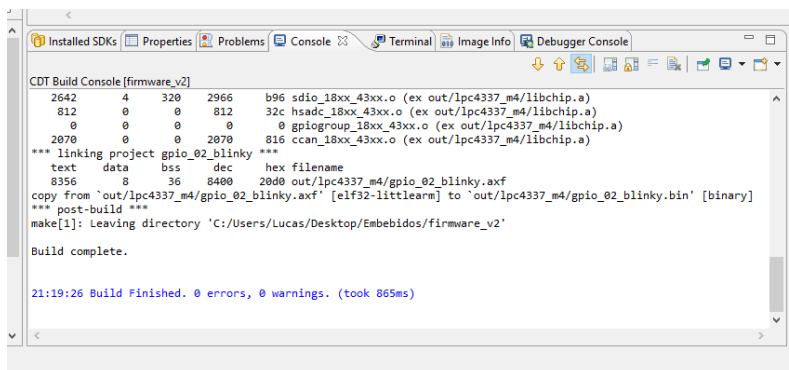 Installed SDKs Properties Problems Console Terminal Image Info Debugger Console
CDT Build Console [firmware_v2]
2642 4 320 2966 b96 sdio_18xx_43xx.o (ex out/lpc4337_m4/libchip.a)
812 0 0 812 32c hsadc_18xx_43xx.o (ex out/lpc4337_m4/libchip.a)
0 0 0 0 0 gpiogroup_18xx_43xx.o (ex out/lpc4337_m4/libchip.a)
2070 0 0 2070 816 ccan_18xx_43xx.o (ex out/lpc4337_m4/libchip.a)
*** linking project gpio_02_blinky ***
text data bss dec hex filename
8356 8 36 8400 20d0 out/lpc4337_m4/gpio_02_blinky.axf
copy from `out/lpc4337_m4/gpio_02_blinky.axf' [elf32-littlearm] to `out/lpc4337_m4/gpio_02_blinky.bin' [binary]
*** post-build ***
make[1]: Leaving directory 'C:/Users/Lucas/Desktop/Embebidos/firmware_v2'
Build complete.
21:19:26 Build Finished. 0 errors, 0 warnings. (took 865ms)